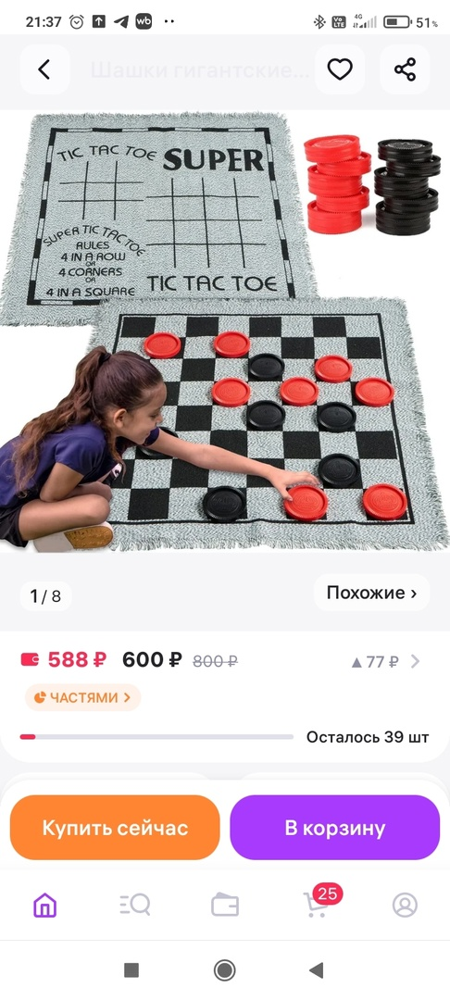 21:37
wb
Vo
LTE
4G
51%
Шашки гигантские...
TIC TAC TOE
SUPER
SUPER TIC TAC TOE
RULES
4 IN A ROW
OR
4 CORNERS
OR
4 IN A SQUARE
TIC TAC TOE
1 / 8
Похожие ›
588 ₽ 600 ₽ 800 ₽
▲77 ₽
ЧАСТЯМИ
Осталось 39 шт
Купить сейчас
В корзину
25